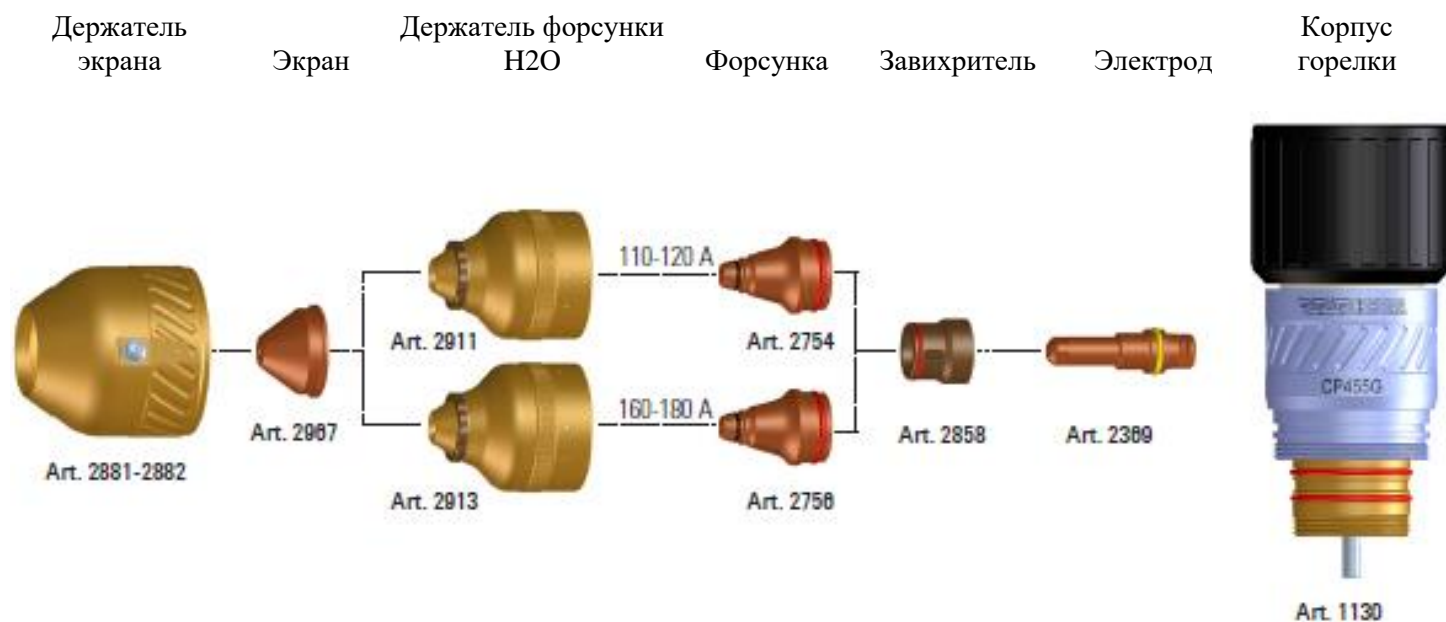 Держатель
экрана
Экран
Держатель форсунки
H2O
Форсунка
Завихритель
Электрод
Корпус
горелки
110-120 A
Art. 2911
Art. 2754
160-180 A
CP455G
Art. 2967
Art. 2858
Art. 2369
Art. 2881-2882
Art. 2913
Art. 2756
Art. 1130